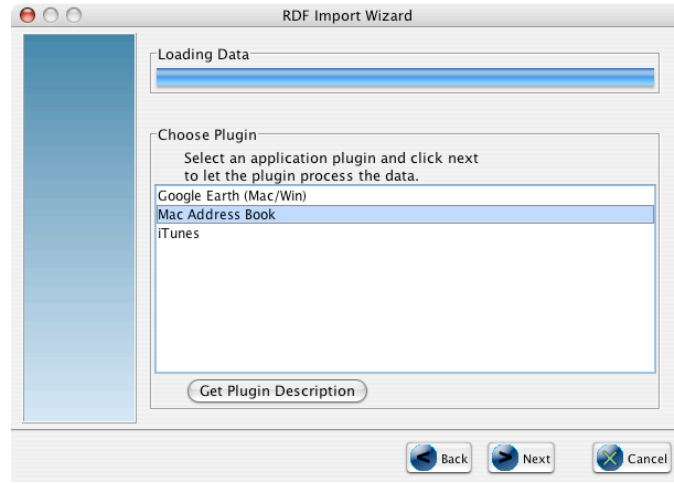 RDF Import Wizard
Loading Data
Choose Plugin
Select an application plugin and click next
to let the plugin process the data.
Google Earth (Mac/Win)
Mac Address Book
iTunes
Get Plugin Description
Back
Next
Cancel